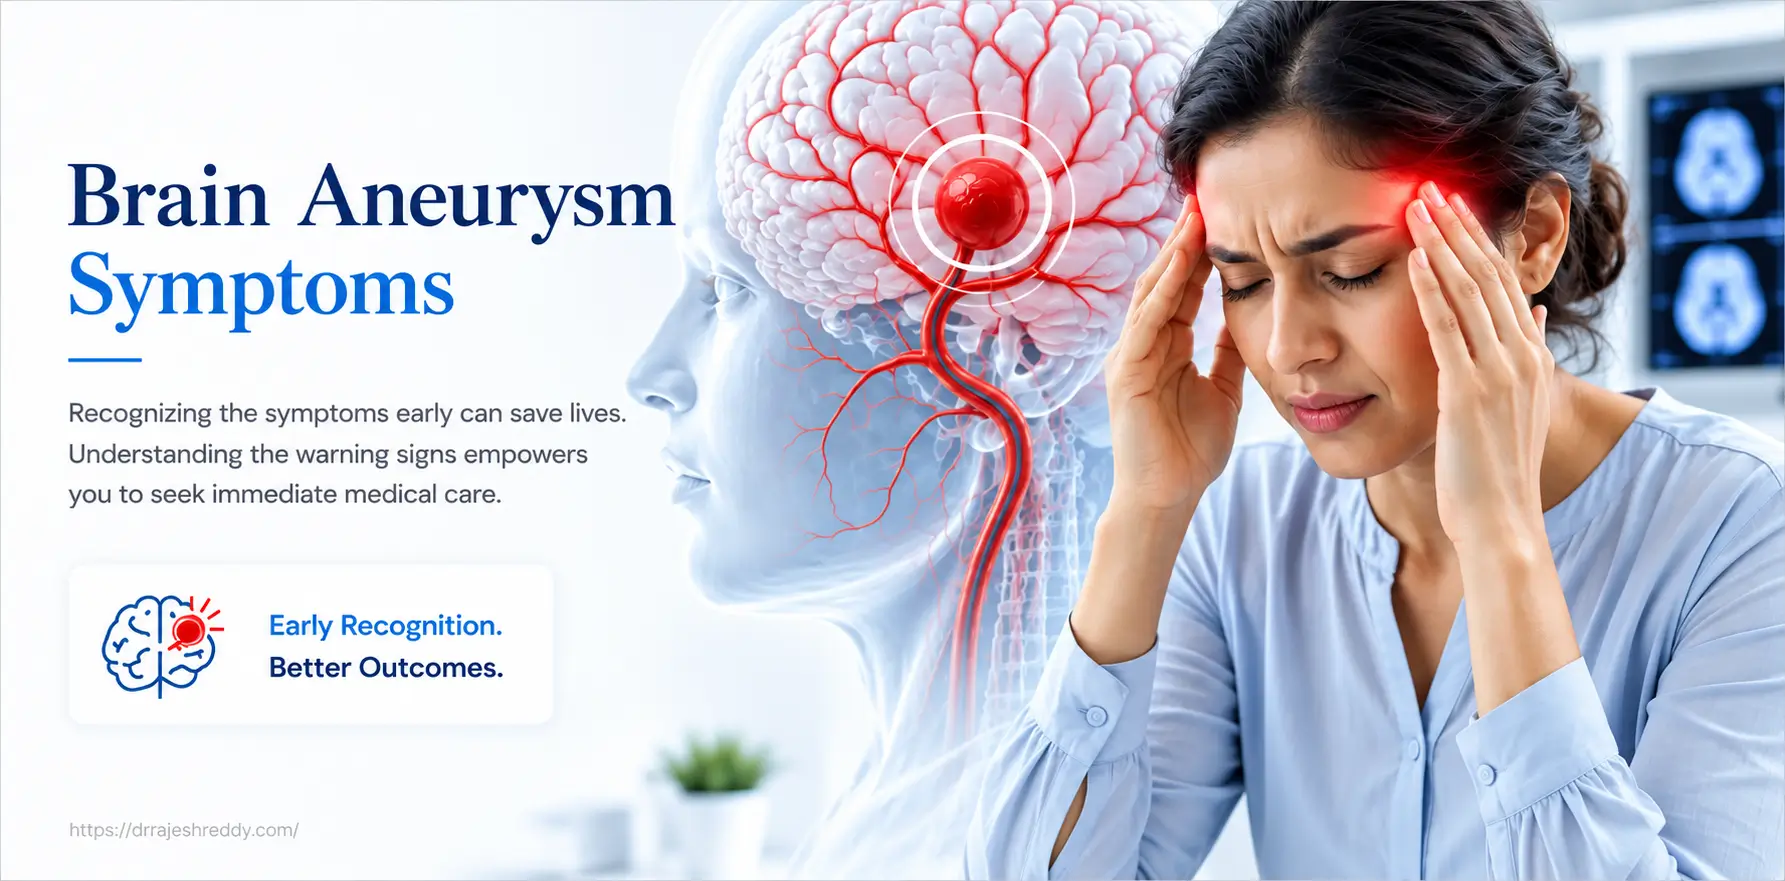 Brain Aneurysm
Symptoms
Recognizing the symptoms early can save lives.
Understanding the warning signs empowers
you to seek immediate medical care.
Early Recognition.
Better Outcomes.
https://drrajeshreddy.com/